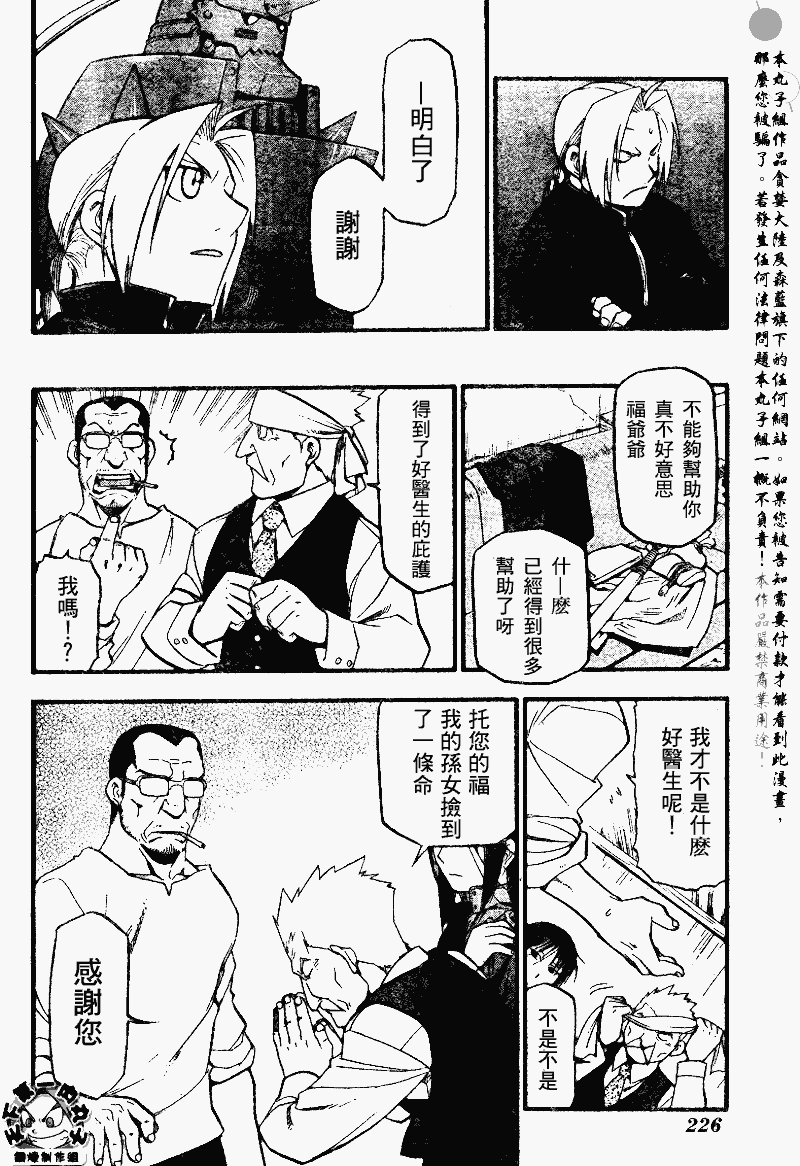 —明白了
謝謝
不能夠幫助你
真不好意思
福爺爺
什—麽
已經得到很多
幫助了呀
得到了好醫生的庇護
我嗎！？
我才不是什麽
好醫生呢！
不是不是
托您的福
我的孫女撿到
了一條命
感謝您
226
本丸子組作品貪婪大陸及森藍旗下的任何網站。如果您被告知需要付款才能看到此漫畫，
那麼您被騙了。若發生任何法律問題本丸子組一概不負責！本作品嚴禁商業用途！